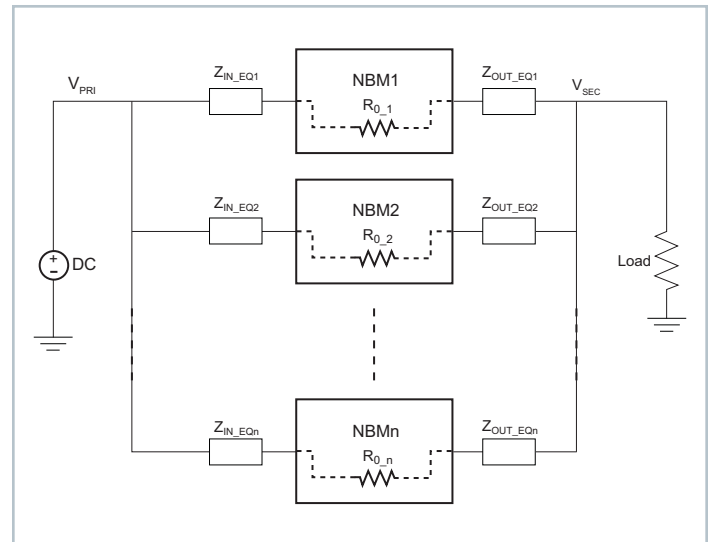 V_PRI
Z_IN_EQ1
NBM1
R_0_1
Z_OUT_EQ1
V_SEC
Z_IN_EQ2
NBM2
R_0_2
Z_OUT_EQ2
+
–
DC
Load
Z_IN_EQn
NBMn
R_0_n
Z_OUT_EQn